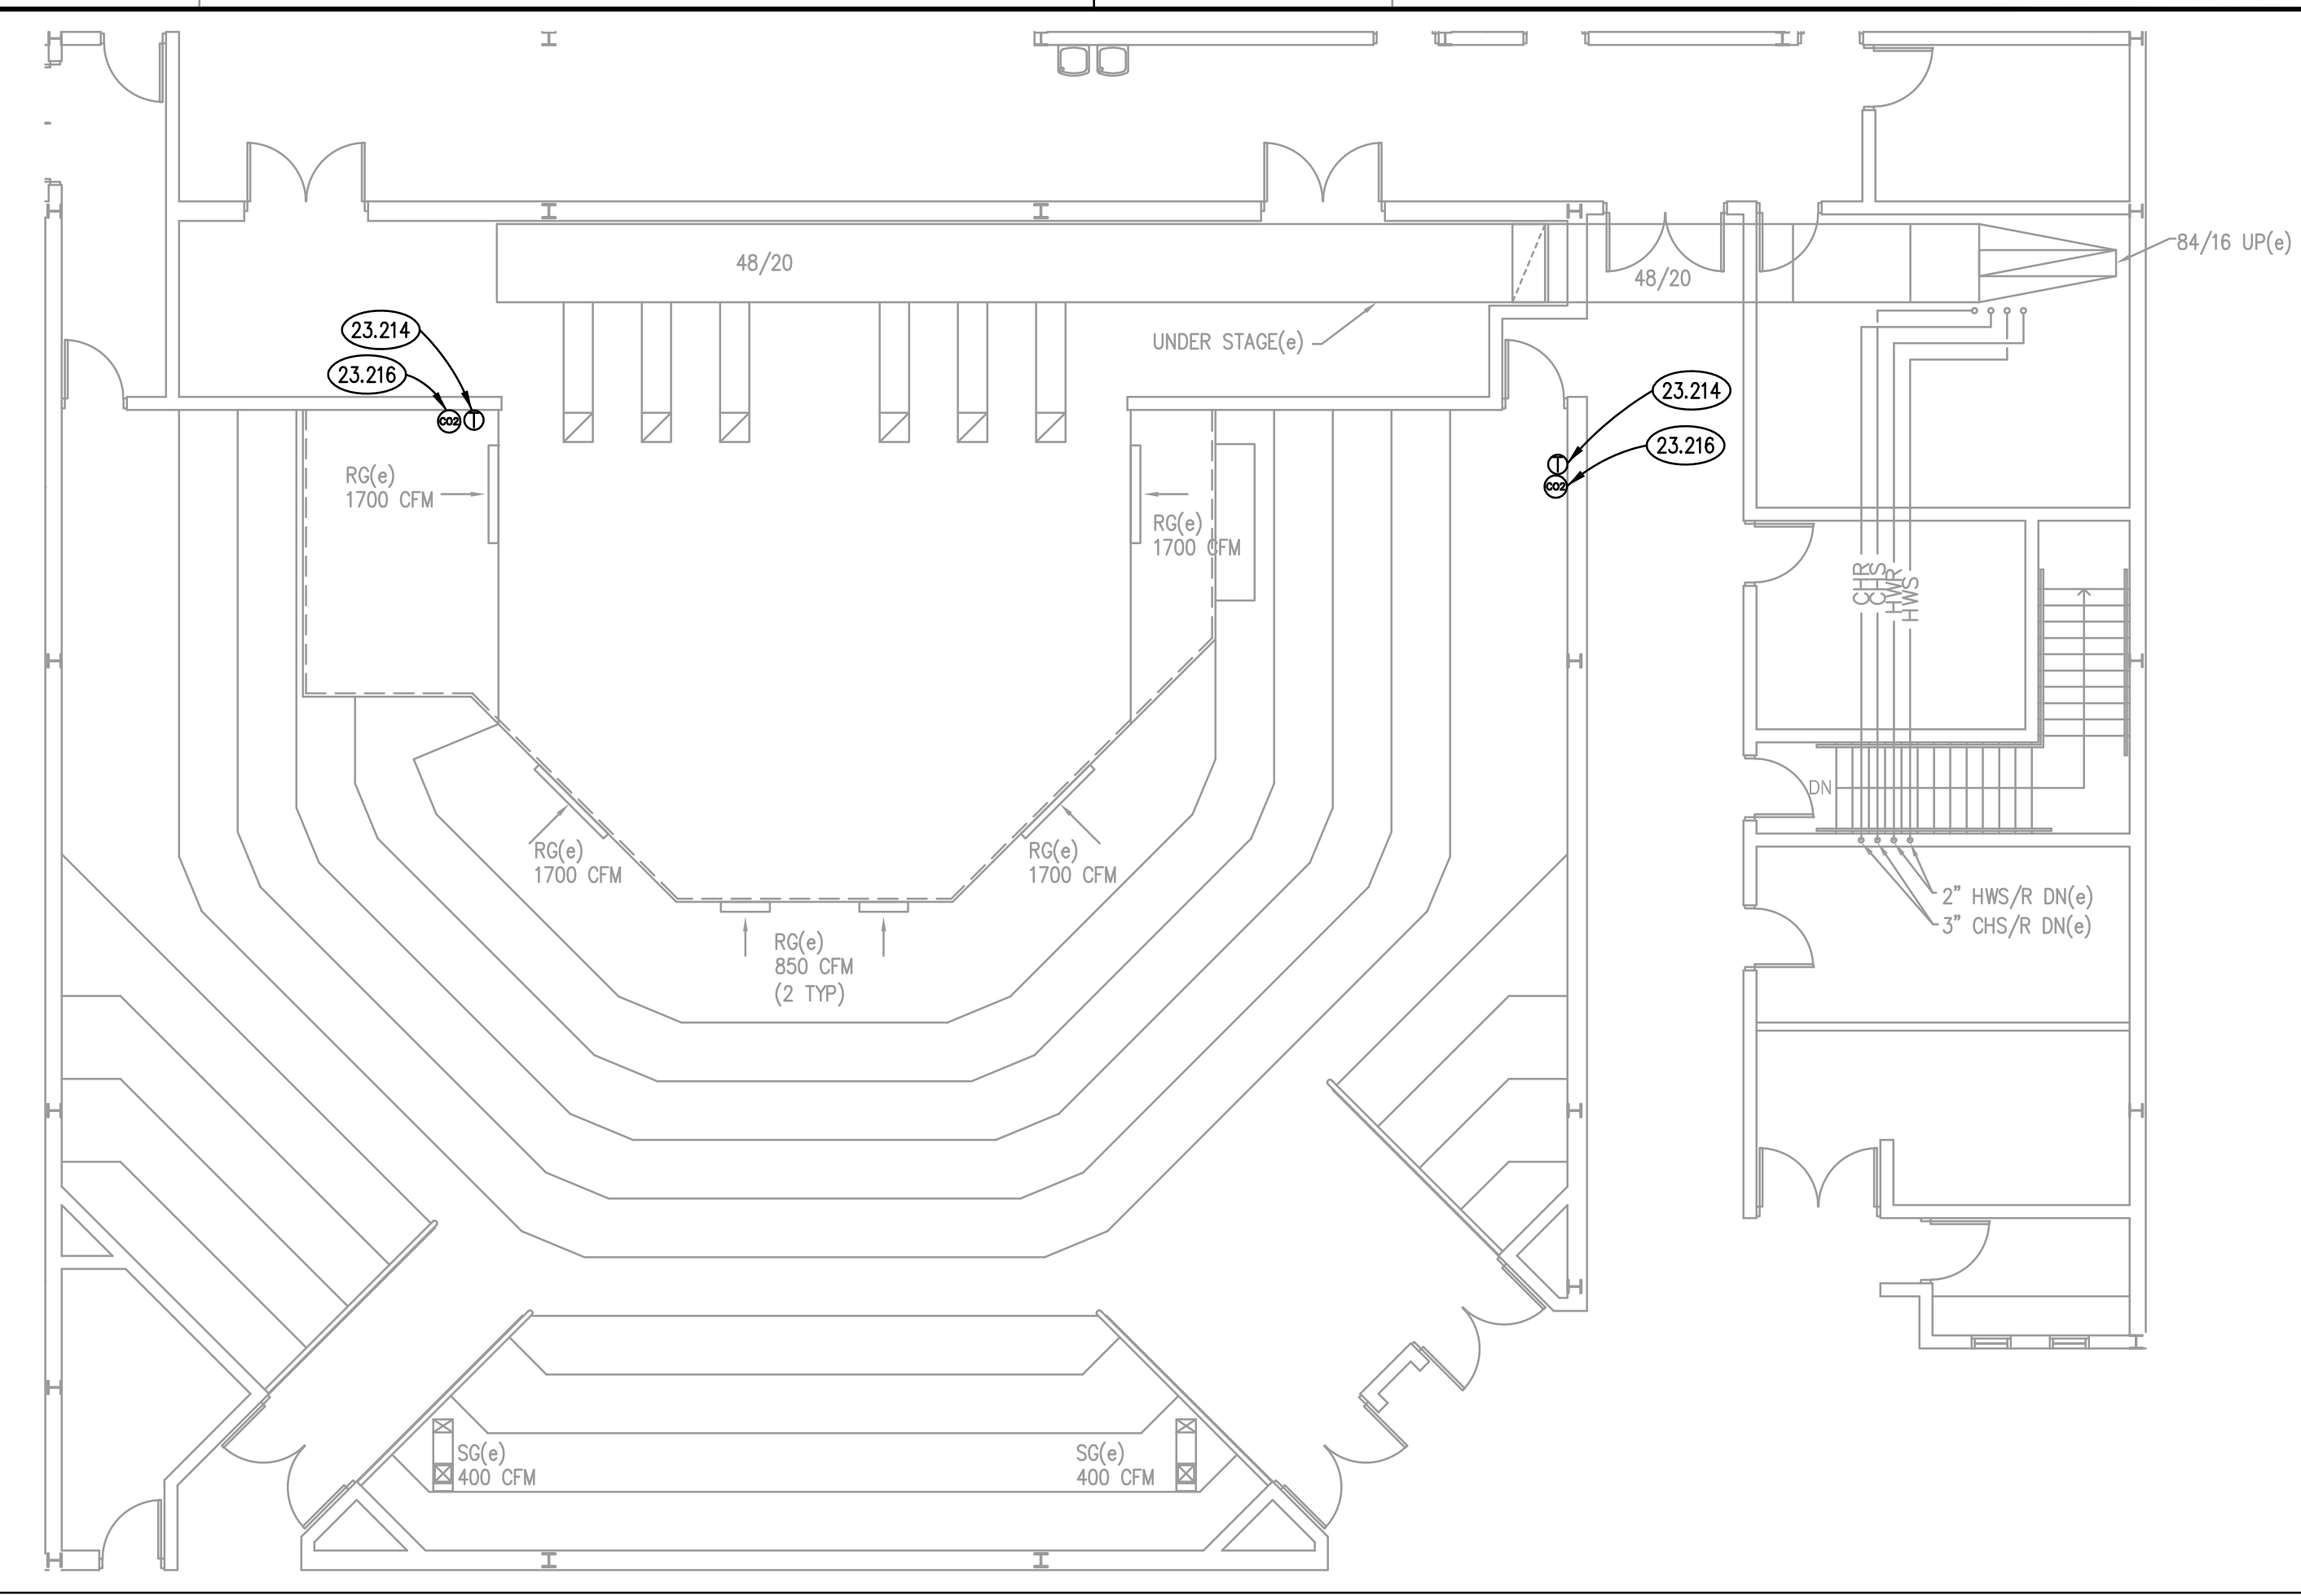 84/16 UP(e)
48/20
48/20
23.214
UNDER STAGE(e)
23.216
23.214
CO2
T
23.216
T
CO2
RG(e)
1700 CFM
RG(e)
1700 CFM
CHR
CHS
HWR
HWS
DN
RG(e)
1700 CFM
RG(e)
1700 CFM
2" HWS/R DN(e)
3" CHS/R DN(e)
RG(e)
850 CFM
(2 TYP)
SG(e)
400 CFM
SG(e)
400 CFM